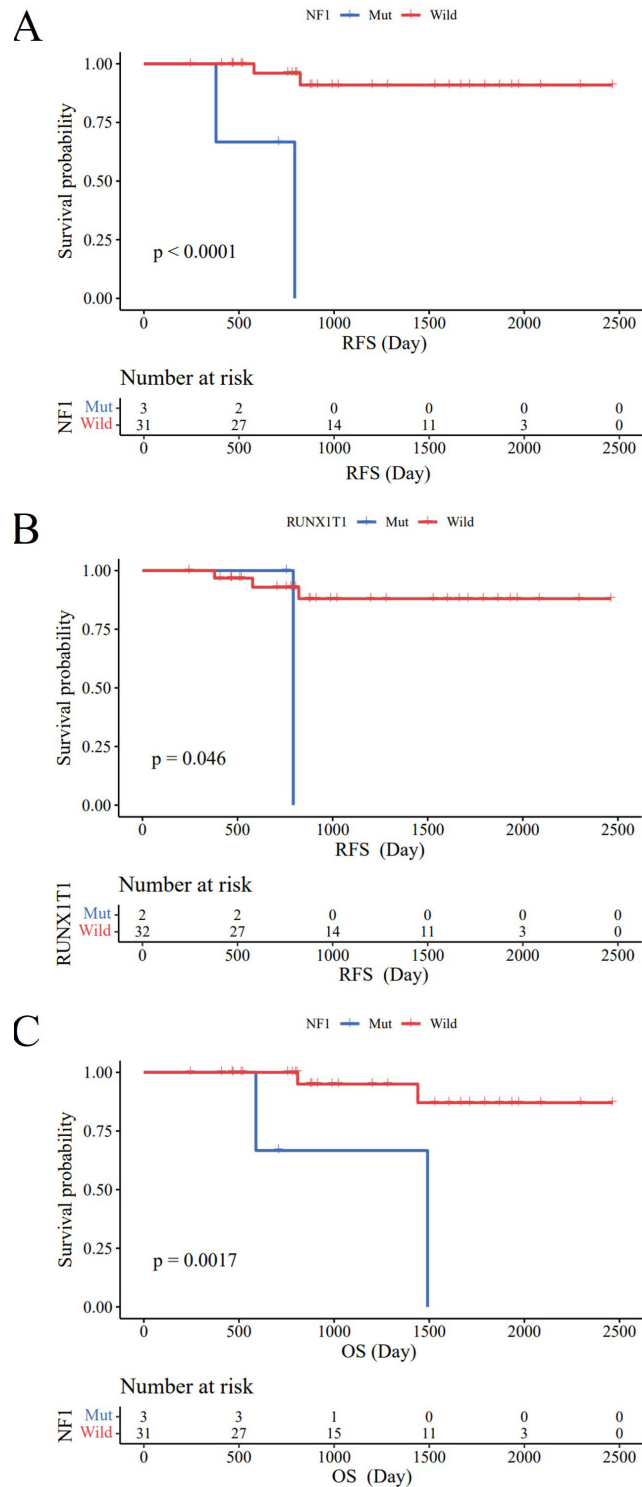 A
NF1 Mut Wild
Survival probability
1.00
0.75
0.50
0.25
0.00
p < 0.0001
0 500 1000 1500 2000 2500
RFS (Day)
Number at risk
NF1
Mut 3 2 0 0 0 0
Wild 31 27 14 11 3 0
0 500 1000 1500 2000 2500
RFS (Day)
B
RUNX1T1 Mut Wild
Survival probability
1.00
0.75
0.50
0.25
0.00
p = 0.046
0 500 1000 1500 2000 2500
RFS (Day)
Number at risk
RUNX1T1
Mut 2 2 0 0 0 0
Wild 32 27 14 11 3 0
0 500 1000 1500 2000 2500
RFS (Day)
C
NF1 Mut Wild
Survival probability
1.00
0.75
0.50
0.25
0.00
p = 0.0017
0 500 1000 1500 2000 2500
OS (Day)
Number at risk
NF1
Mut 3 3 1 0 0 0
Wild 31 27 15 11 3 0
0 500 1000 1500 2000 2500
OS (Day)